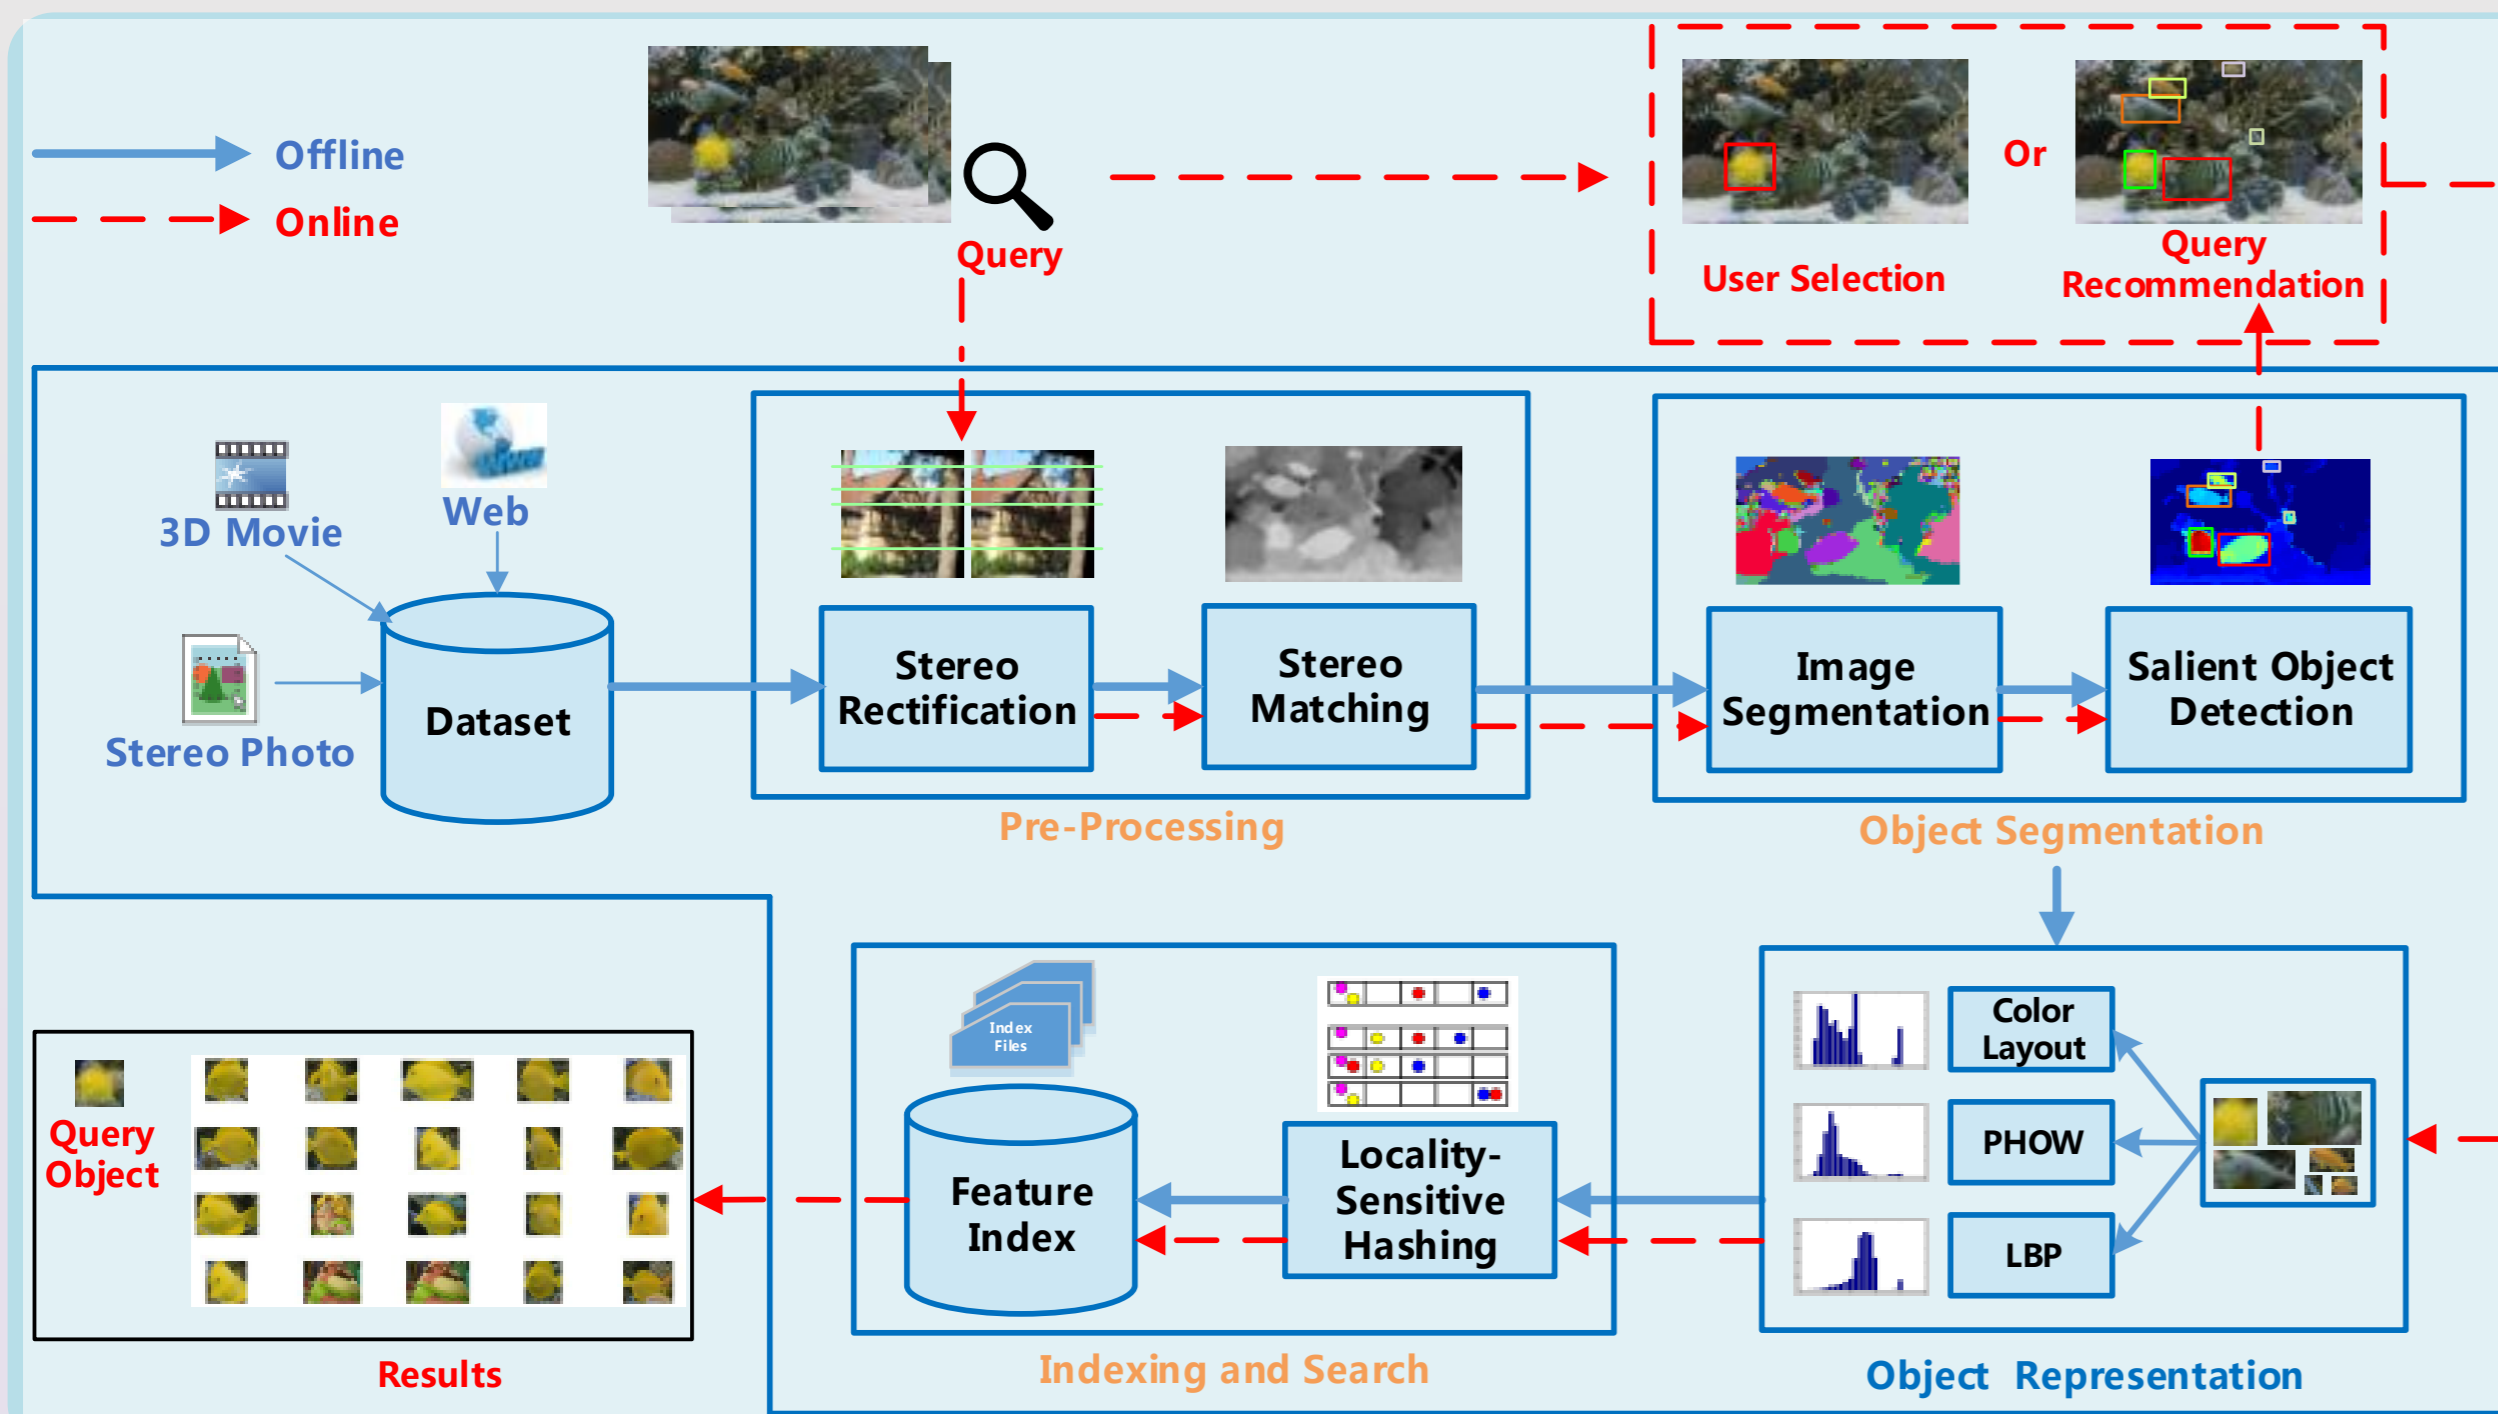 Offline
Online
Query
User Selection
Or
Query
Recommendation
3D Movie
Web
Stereo Photo
Dataset
Stereo
Rectification
Stereo
Matching
Pre-Processing
Image
Segmentation
Salient Object
Detection
Object Segmentation
Query
Object
Results
Index
Files
Feature
Index
Locality-
Sensitive
Hashing
Indexing and Search
Color
Layout
PHOW
LBP
Object Representation